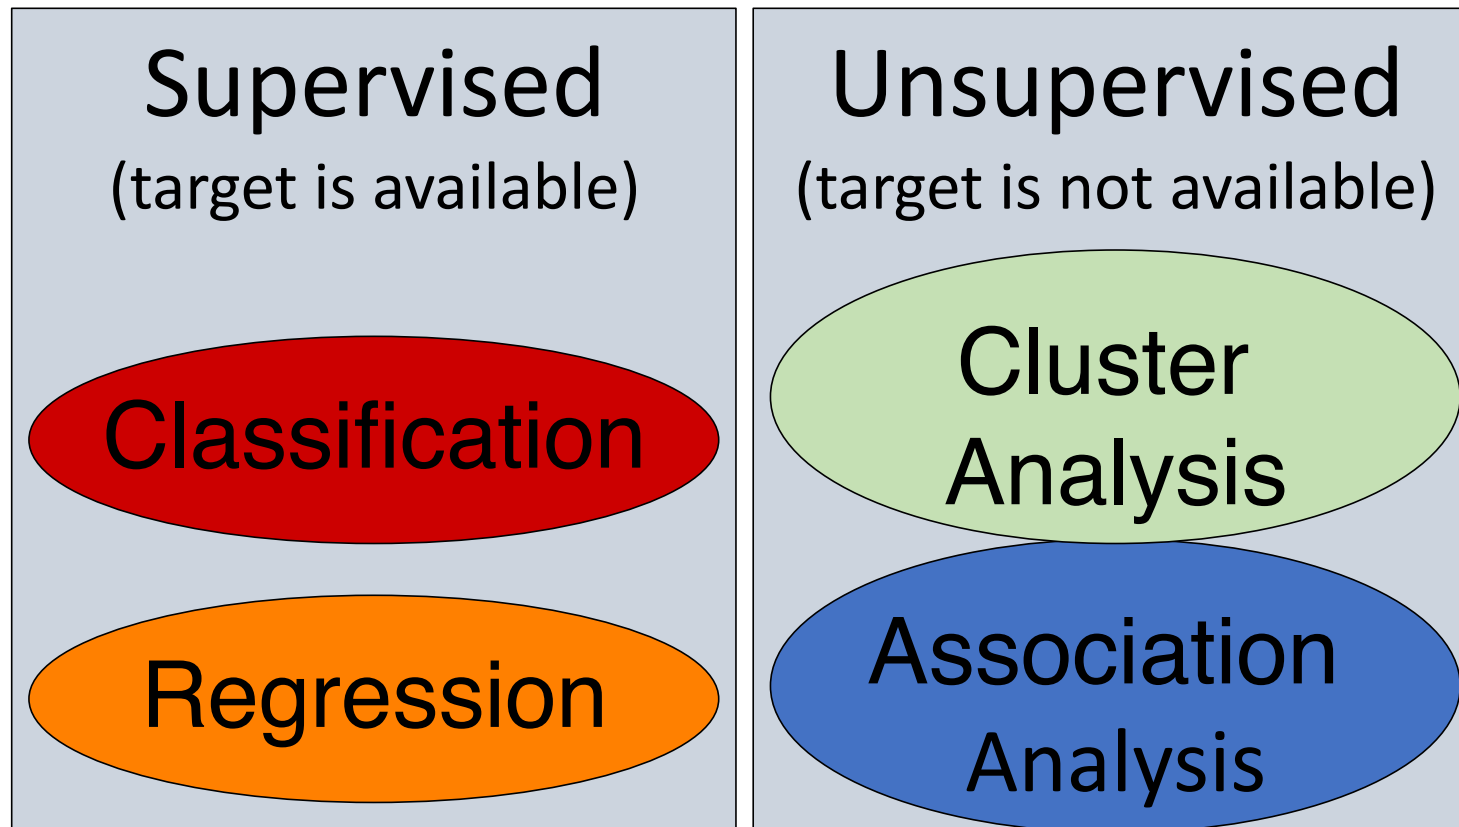 Supervised
(target is available)
Classification
Regression
Unsupervised
(target is not available)
Cluster
Analysis
Association
Analysis